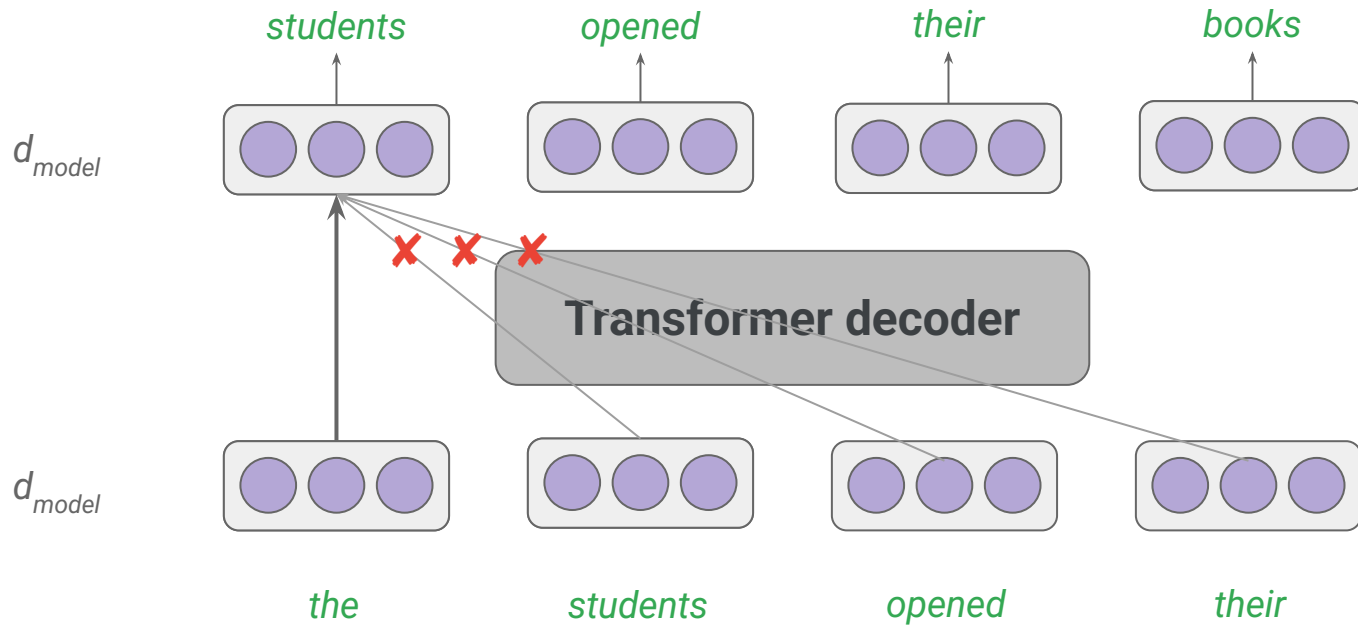 students opened their books
d_model
Transformer decoder
d_model
the students opened their